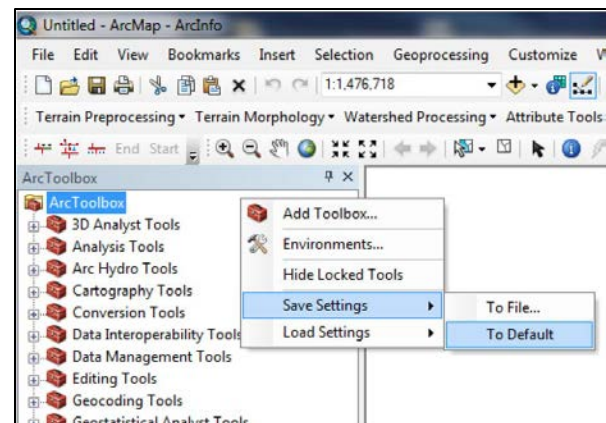 Untitled - ArcMap - ArcInfo
File Edit View Bookmarks Insert Selection Geoprocessing Customize
1:1,476,718
Terrain Preprocessing Terrain Morphology Watershed Processing Attribute Tools
End Start
ArcToolbox
ArcToolbox
3D Analyst Tools
Analysis Tools
Arc Hydro Tools
Cartography Tools
Conversion Tools
Data Interoperability Tools
Data Management Tools
Editing Tools
Geocoding Tools
Geostatistical Analyst Tools
Add Toolbox...
Environments...
Hide Locked Tools
Save Settings
Load Settings
To File...
To Default